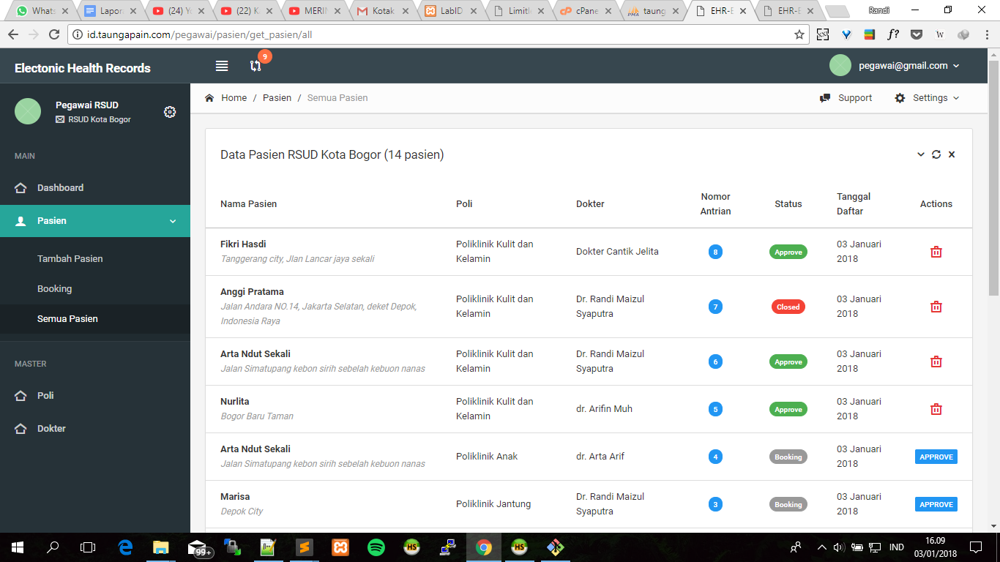 Whats
Lapor
(24) Yo
(22) K
MERIN
Kotak
LabID
Limitl
cPane
taung
EHR-E
EHR-E
Randi
id.taungapain.com/pegawai/pasien/get_pasien/all
Electonic Health Records
9
pegawai@gmail.com
Pegawai RSUD
RSUD Kota Bogor
Home / Pasien / Semua Pasien
Support
Settings
MAIN
Dashboard
Pasien
Tambah Pasien
Booking
Semua Pasien
MASTER
Poli
Dokter
Data Pasien RSUD Kota Bogor (14 pasien)
Nama Pasien
Poli
Dokter
Nomor
Antrian
Status
Tanggal
Daftar
Actions
Fikri Hasdi
Tanggerang city, Jlan Lancar jaya sekali
Poliklinik Kulit dan
Kelamin
Dokter Cantik Jelita
8
Approve
03 Januari
2018
Anggi Pratama
Jalan Andara NO.14, Jakarta Selatan, deket Depok,
Indonesia Raya
Poliklinik Kulit dan
Kelamin
Dr. Randi Maizul
Syaputra
7
Closed
03 Januari
2018
Arta Ndut Sekali
Jalan Simatupang kebon sirih sebelah kebuon nanas
Poliklinik Kulit dan
Kelamin
Dr. Randi Maizul
Syaputra
6
Approve
03 Januari
2018
Nurlita
Bogor Baru Taman
Poliklinik Kulit dan
Kelamin
dr. Arifin Muh
5
Approve
03 Januari
2018
Arta Ndut Sekali
Jalan Simatupang kebon sirih sebelah kebuon nanas
Poliklinik Anak
dr. Arta Arif
4
Booking
03 Januari
2018
APPROVE
Marisa
Depok City
Poliklinik Jantung
Dr. Randi Maizul
Syaputra
3
Booking
03 Januari
2018
APPROVE
99+
HS
HS
IND
16.09
03/01/2018